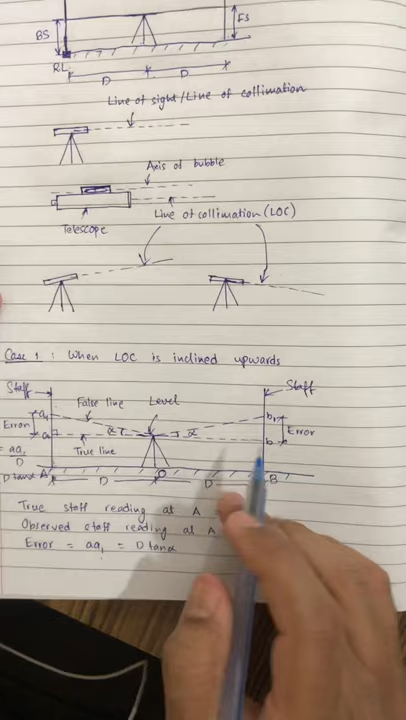 BS
FS
RL
D D
Line of sight/Line of collimation
Axis of bubble
Line of collimation (LOC)
Telescope
Case 1: When LOC is inclined upwards
Staff
Staff
False line Level
a₁ b₁
Error α α Error
a True line b
= aa₁
D
D tanα A O B
D D
True staff reading at A
Observed staff reading at A
Error = aa₁ = D tanα